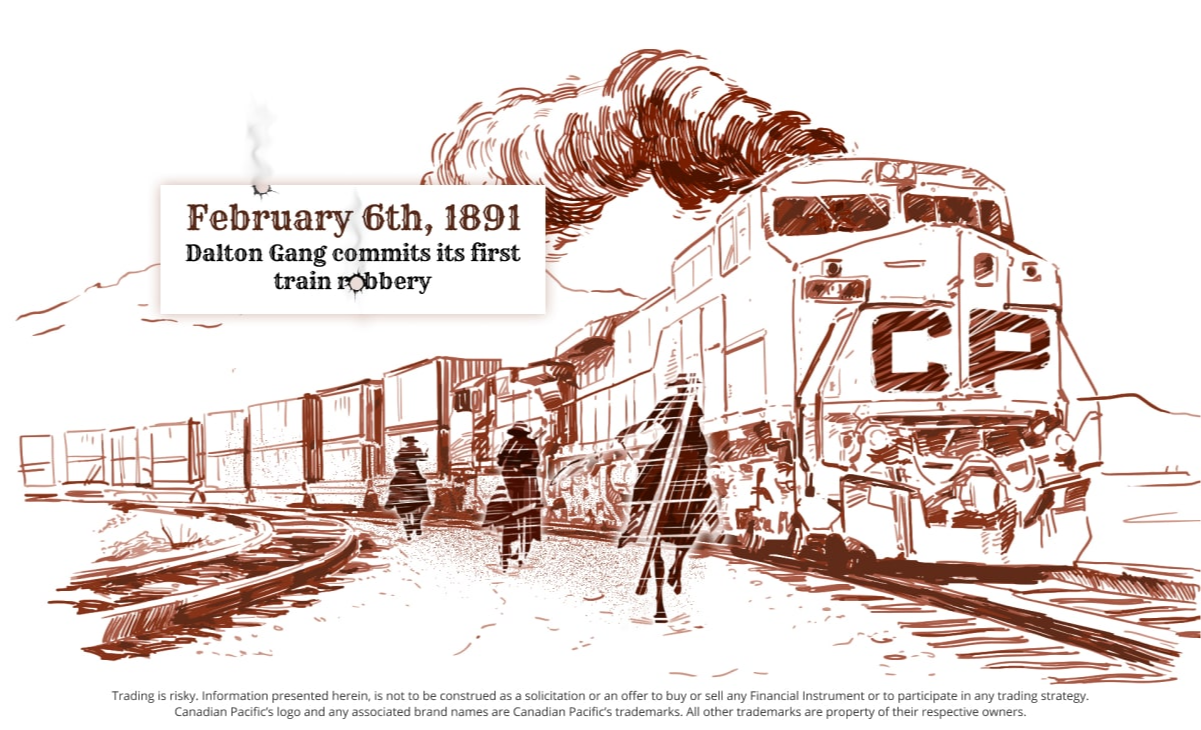 February 6th, 1891
Dalton Gang commits its first
train robbery
CP
Trading is risky. Information presented herein, is not to be construed as a solicitation or an offer to buy or sell any Financial Instrument or to participate in any trading strategy.
Canadian Pacific's logo and any associated brand names are Canadian Pacific's trademarks. All other trademarks are property of their respective owners.